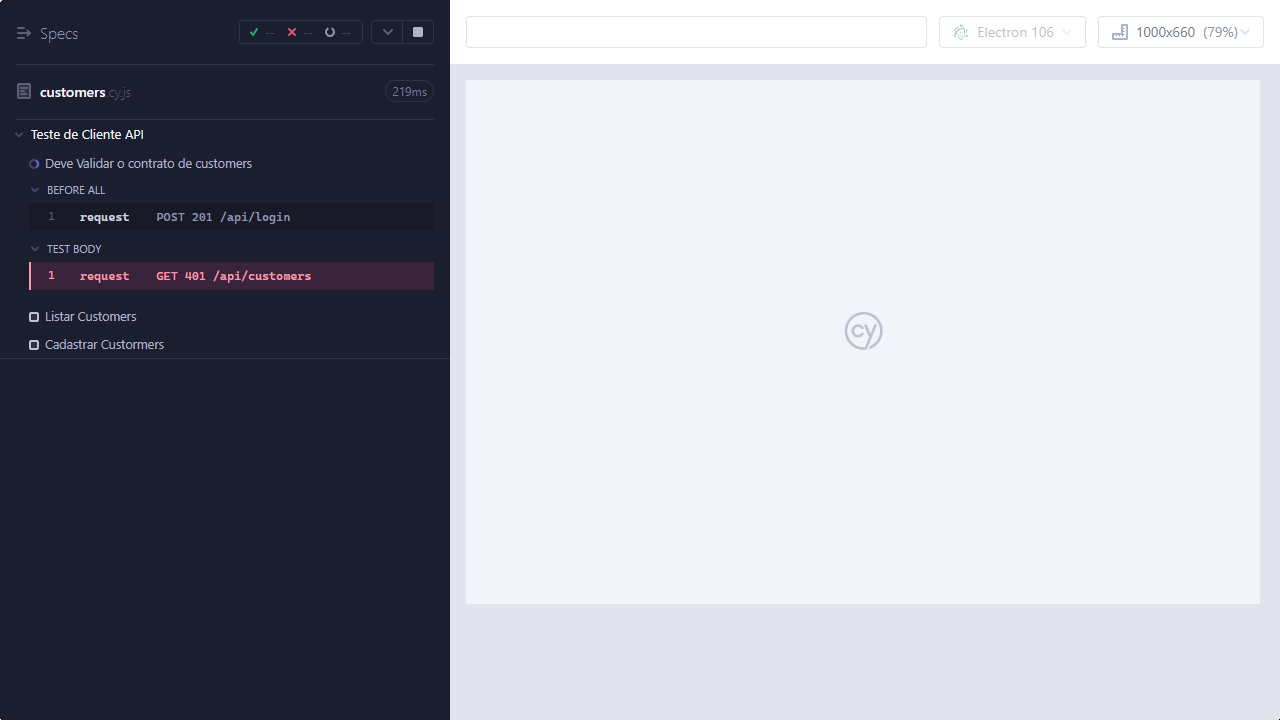 Specs
-- -- --
Electron 106
1000x660 (79%)
customers.cy.js 219ms
Teste de Cliente API
Deve Validar o contrato de customers
BEFORE ALL
1 request POST 201 /api/login
TEST BODY
1 request GET 401 /api/customers
Listar Customers
Cadastrar Custormers
cy